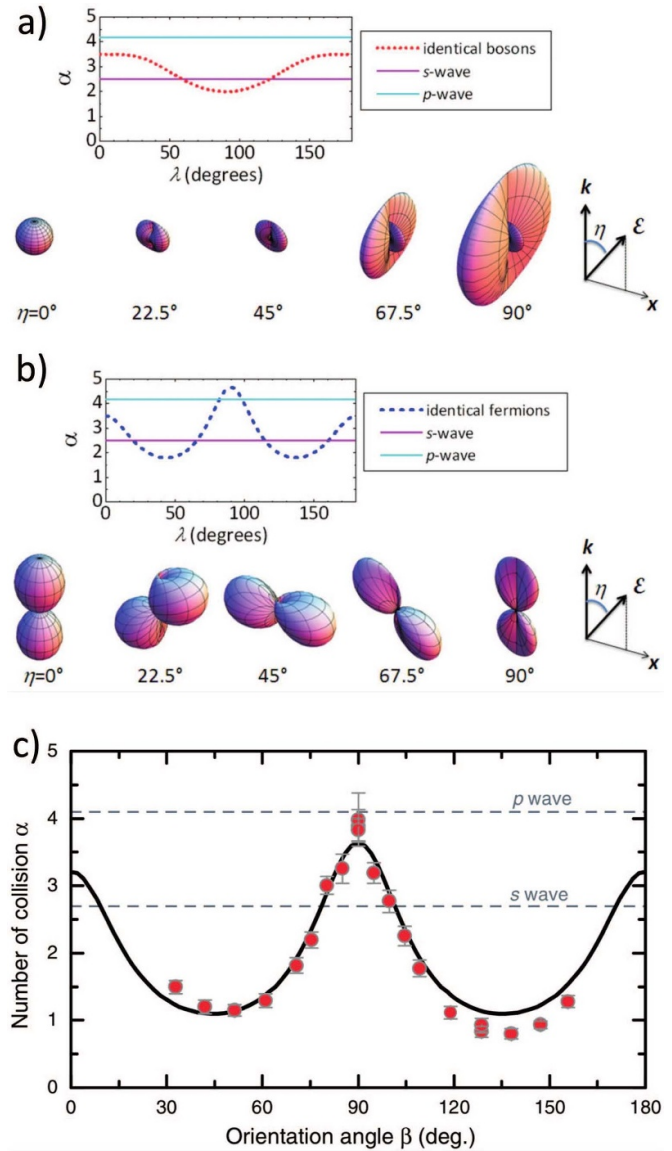 a)
5
4
3
2
1
0
α
0 50 100 150
λ (degrees)
identical bosons
s-wave
p-wave
η=0° 22.5° 45° 67.5° 90°
k
η
ℰ
x
b)
5
4
3
2
1
0
α
0 50 100 150
λ (degrees)
identical fermions
s-wave
p-wave
η=0° 22.5° 45° 67.5° 90°
k
η
ℰ
x
c)
5
4
3
2
1
0
Number of collision α
p wave
s wave
0 30 60 90 120 150 180
Orientation angle β (deg.)